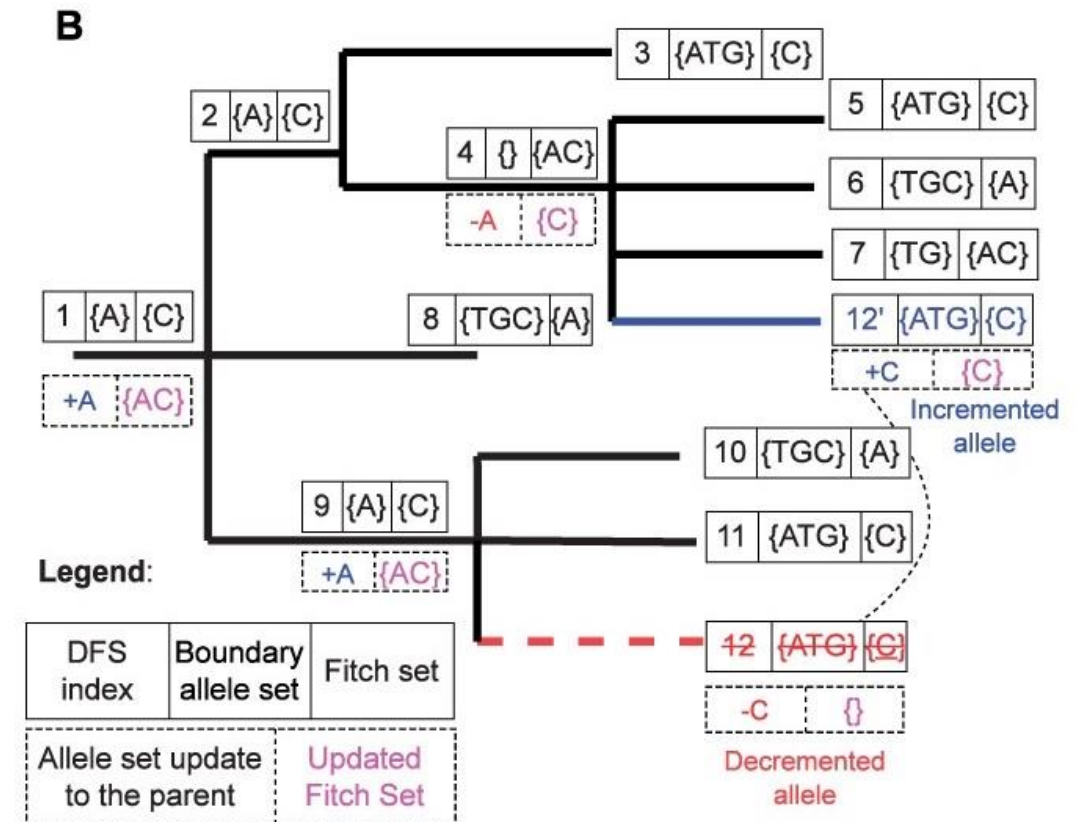 B
3 {ATG} {C}
2 {A} {C}
5 {ATG} {C}
4 {} {AC}
6 {TGC} {A}
-A {C}
7 {TG} {AC}
1 {A} {C}
8 {TGC} {A}
12' {ATG} {C}
+A {AC}
+C {C}
Incremented
allele
10 {TGC} {A}
9 {A} {C}
11 {ATG} {C}
+A {AC}
Legend:
12 {ATG} {C}
-C {}
Decremented
allele
DFS
index
Boundary
allele set
Fitch set
Allele set update
to the parent
Updated
Fitch Set